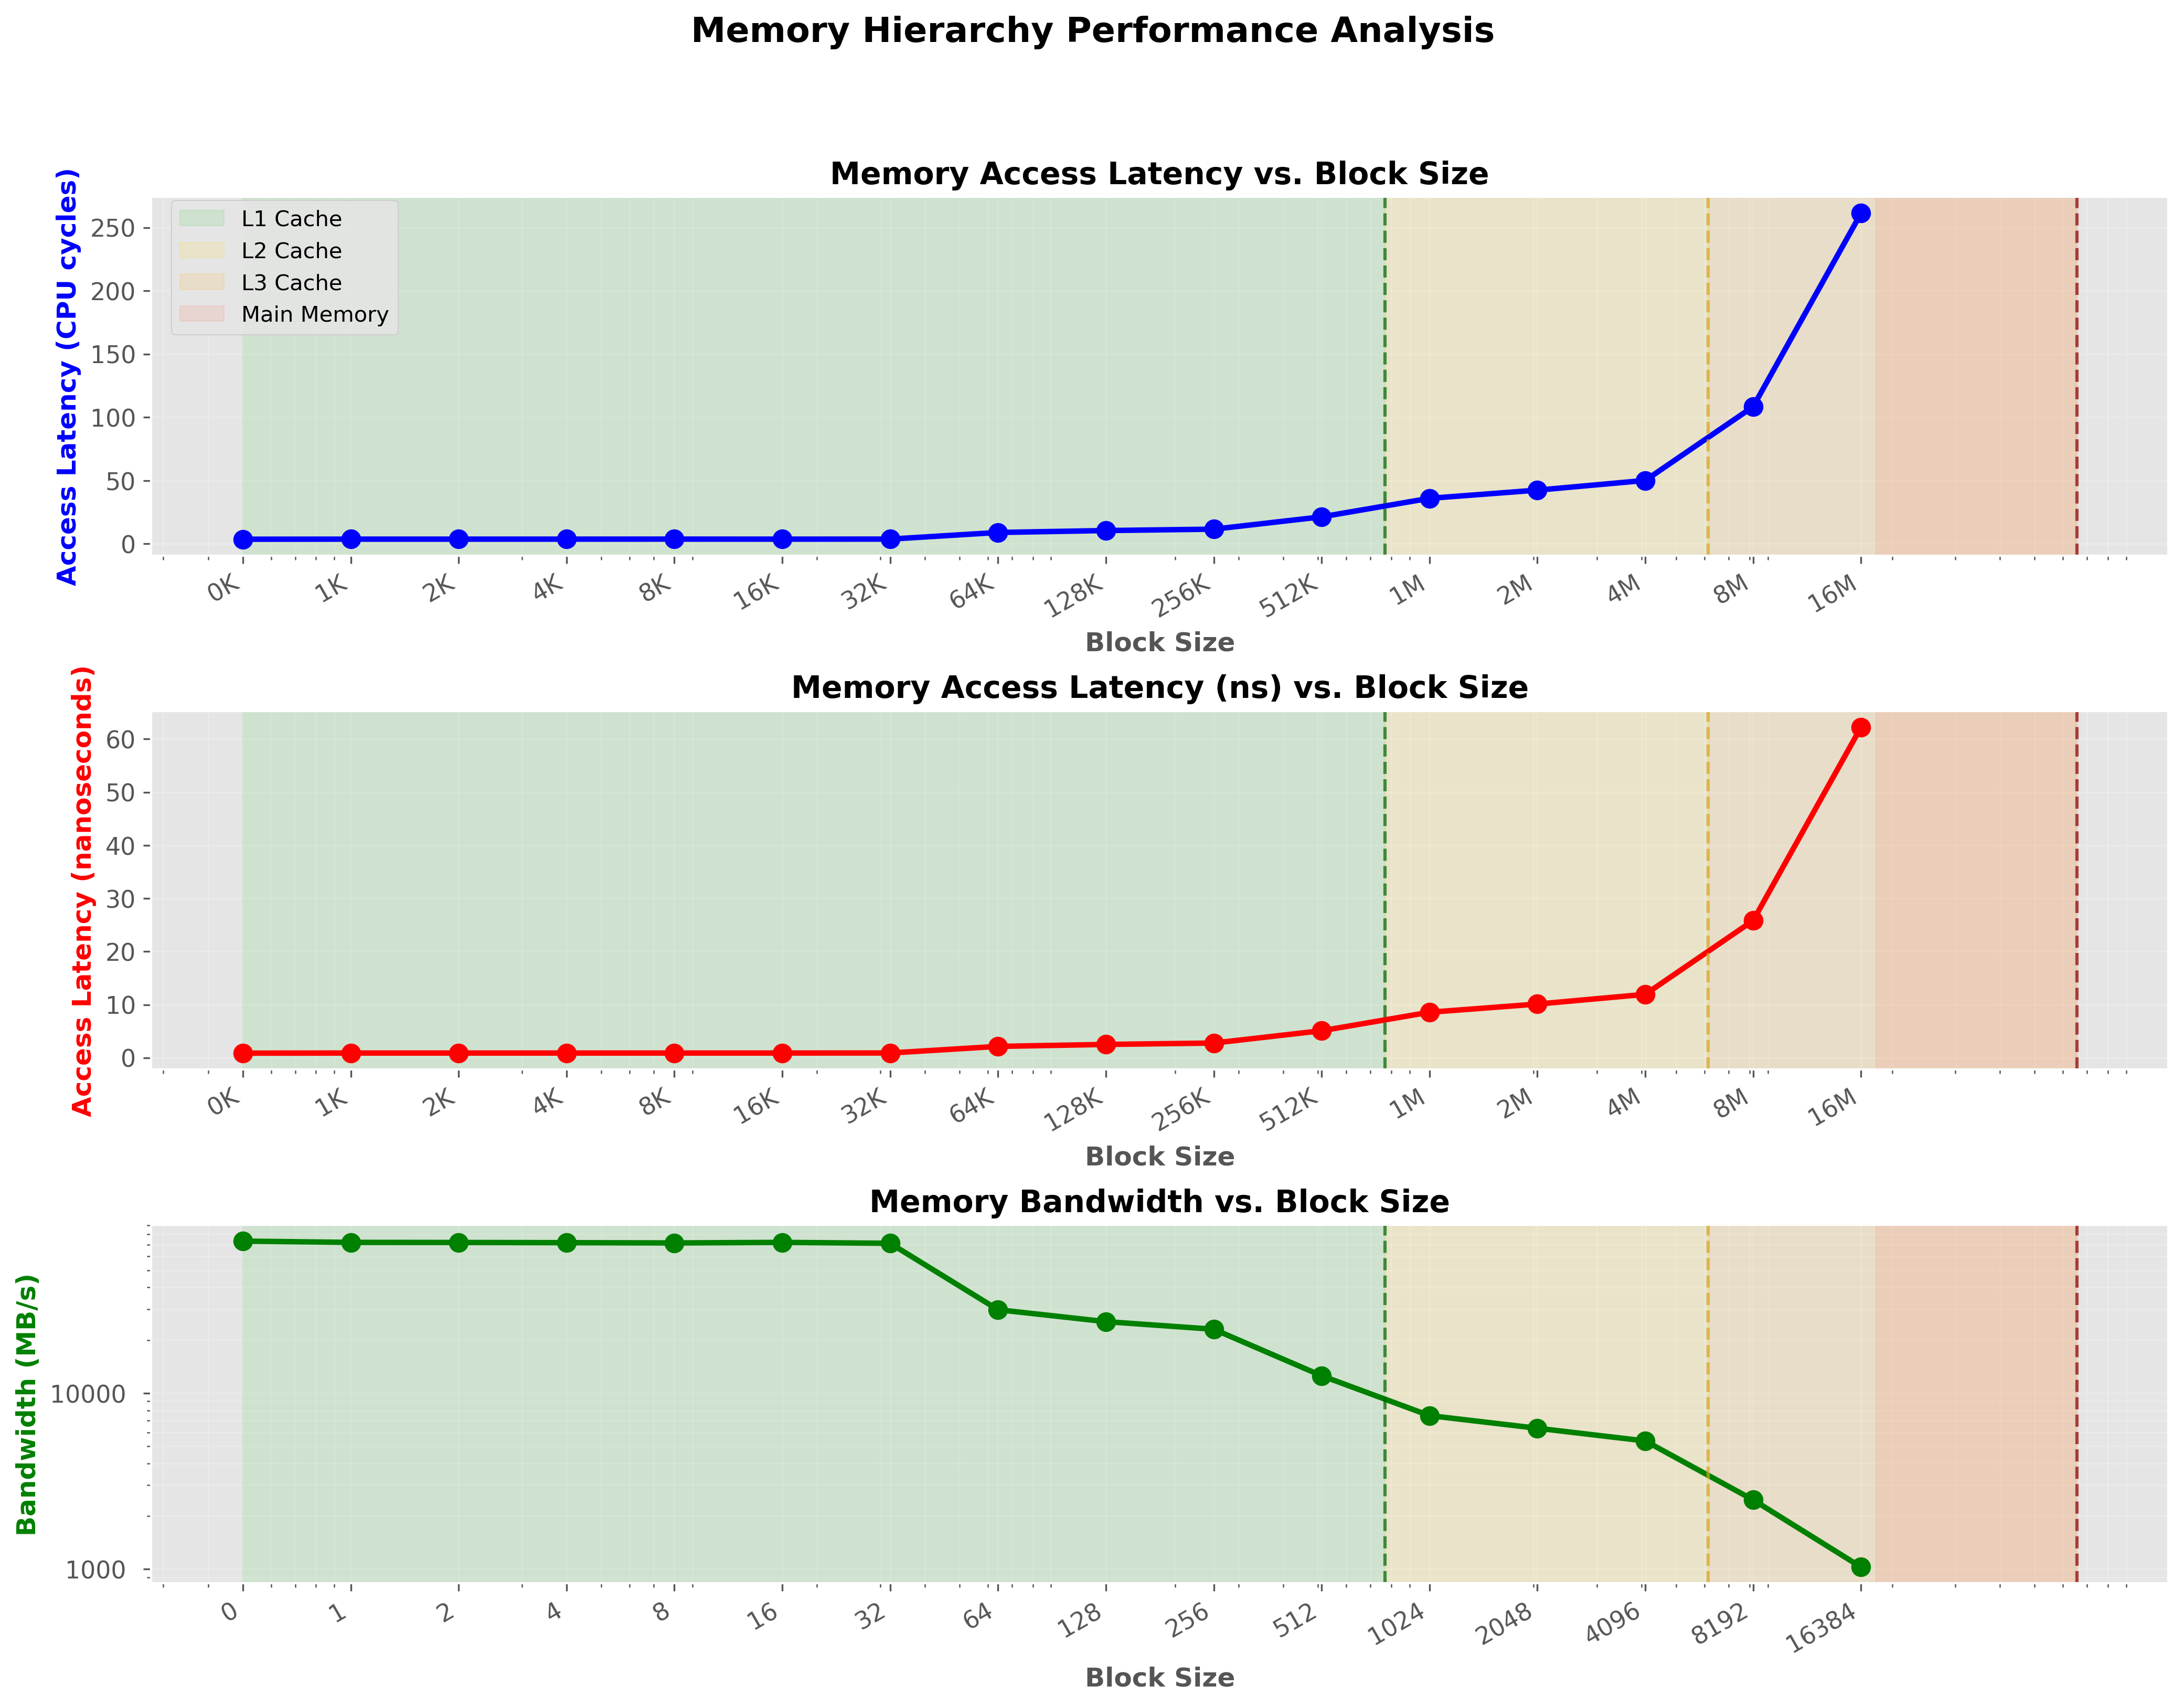 Memory Hierarchy Performance Analysis
Memory Access Latency vs. Block Size
Access Latency (CPU cycles)
250
200
150
100
50
0
L1 Cache
L2 Cache
L3 Cache
Main Memory
0K 1K 2K 4K 8K 16K 32K 64K 128K 256K 512K 1M 2M 4M 8M 16M
Block Size
Memory Access Latency (ns) vs. Block Size
Access Latency (nanoseconds)
60
50
40
30
20
10
0
0K 1K 2K 4K 8K 16K 32K 64K 128K 256K 512K 1M 2M 4M 8M 16M
Block Size
Memory Bandwidth vs. Block Size
Bandwidth (MB/s)
10000
1000
0 1 2 4 8 16 32 64 128 256 512 1024 2048 4096 8192 16384
Block Size